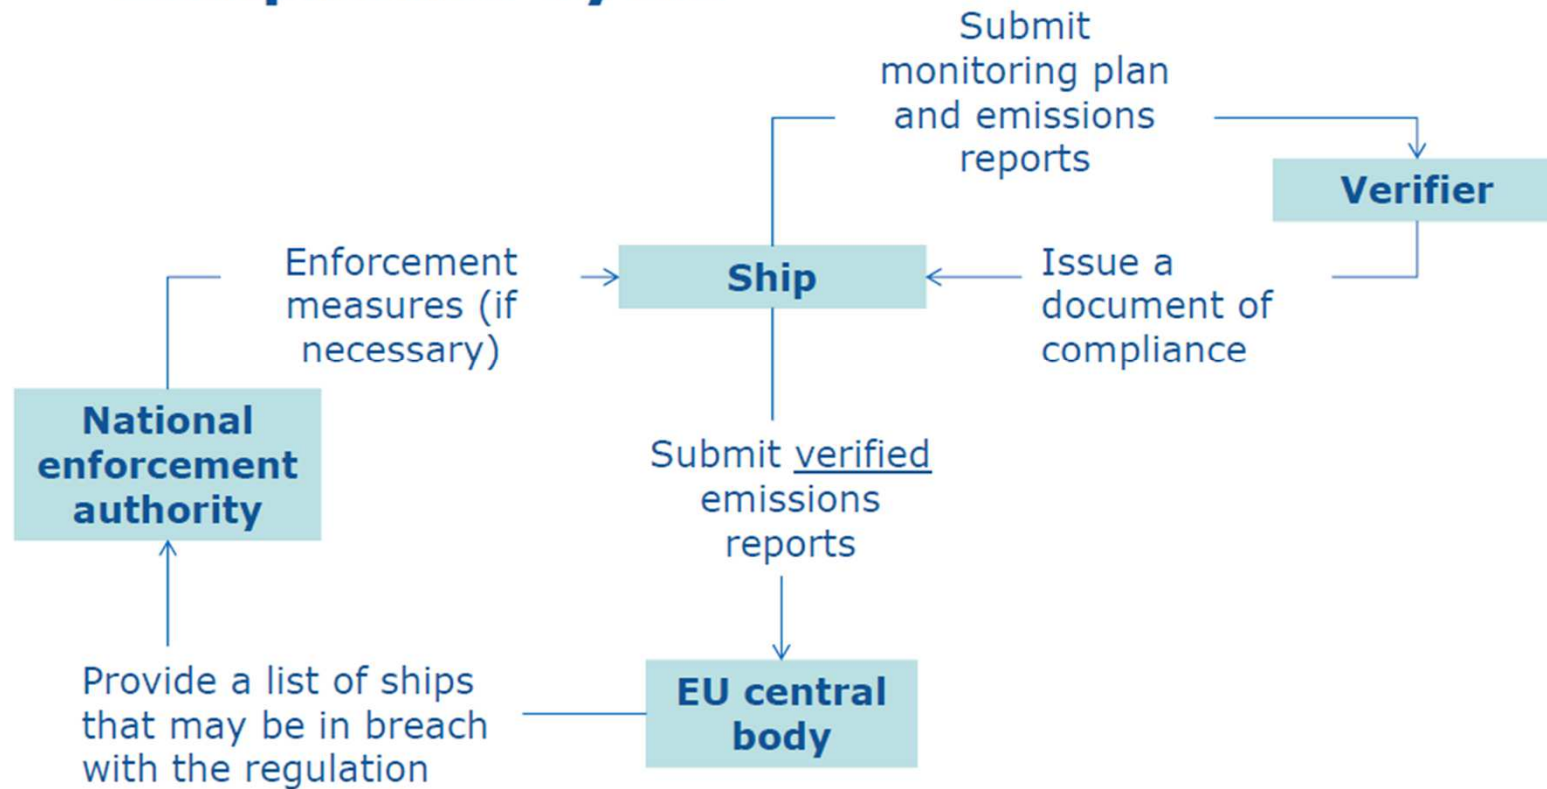 Submit
monitoring plan
and emissions
reports
Verifier
Enforcement
measures (if
necessary)
Ship
Issue a
document of
compliance
National
enforcement
authority
Submit verified
emissions
reports
Provide a list of ships
that may be in breach
with the regulation
EU central
body